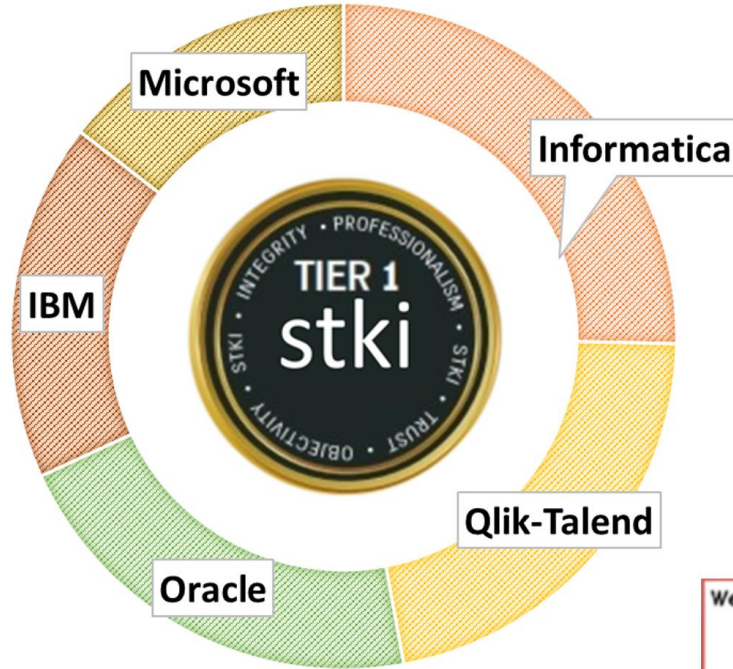 Microsoft
Informatica
IBM
Qlik-Talend
Oracle
INTEGRITY • PROFESSIONALISM • STKI • TRUST • OBJECTIVITY • STKI •
TIER 1
stki